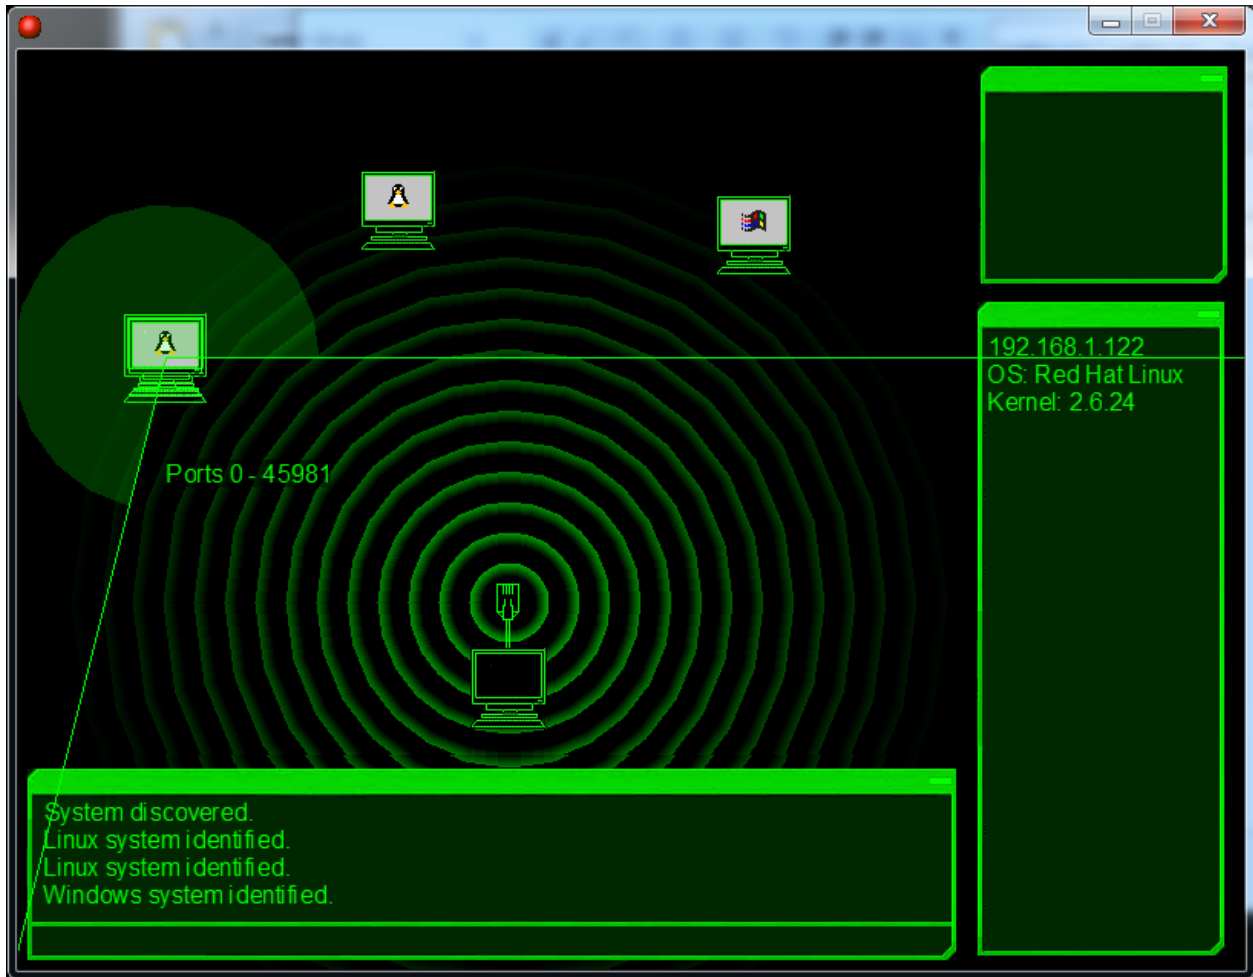 192.168.1.122
OS: Red Hat Linux
Kernel: 2.6.24
Ports 0 - 45981
System discovered.
Linux system identified.
Linux system identified.
Windows system identified.